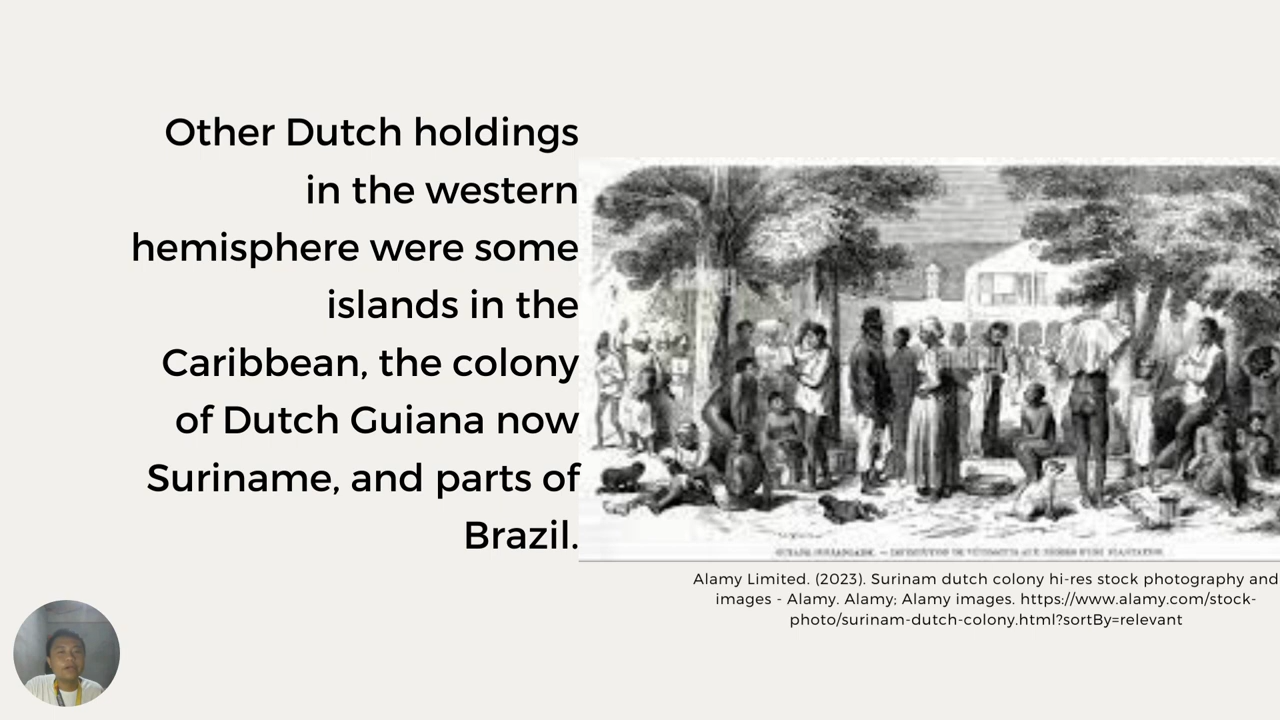 Other Dutch holdings
in the western
hemisphere were some
islands in the
Caribbean, the colony
of Dutch Guiana now
Suriname, and parts of
Brazil.
Alamy Limited. (2023). Surinam dutch colony hi-res stock photography and
images - Alamy. Alamy; Alamy images. https://www.alamy.com/stock-
photo/surinam-dutch-colony.html?sortBy=relevant